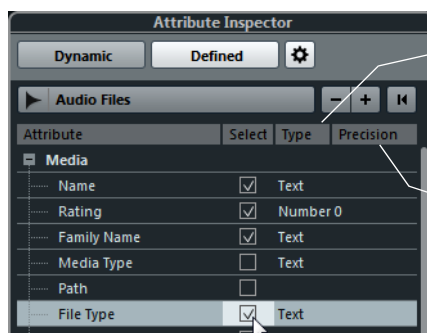 Attribute Inspector
Dynamic Defined
Audio Files - +
Attribute Select Type Precision
Media
Name Text
Rating Number 0
Family Name Text
Media Type Text
Path
File Type Text